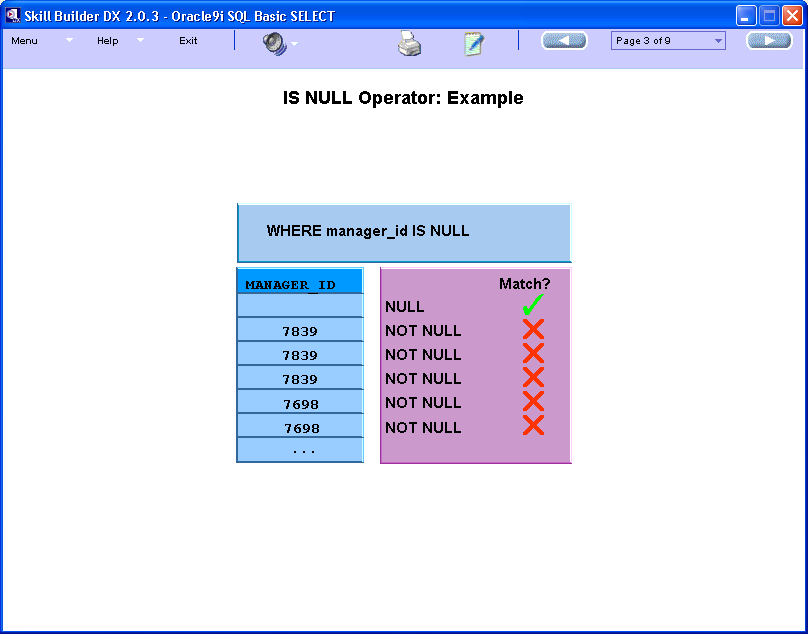 Skill Builder DX 2.0.3 - Oracle9i SQL Basic SELECT
Menu Help Exit Page 3 of 9
IS NULL Operator: Example
WHERE manager_id IS NULL
MANAGER_ID Match?
NULL
7839 NOT NULL
7839 NOT NULL
7839 NOT NULL
7698 NOT NULL
7698 NOT NULL
...